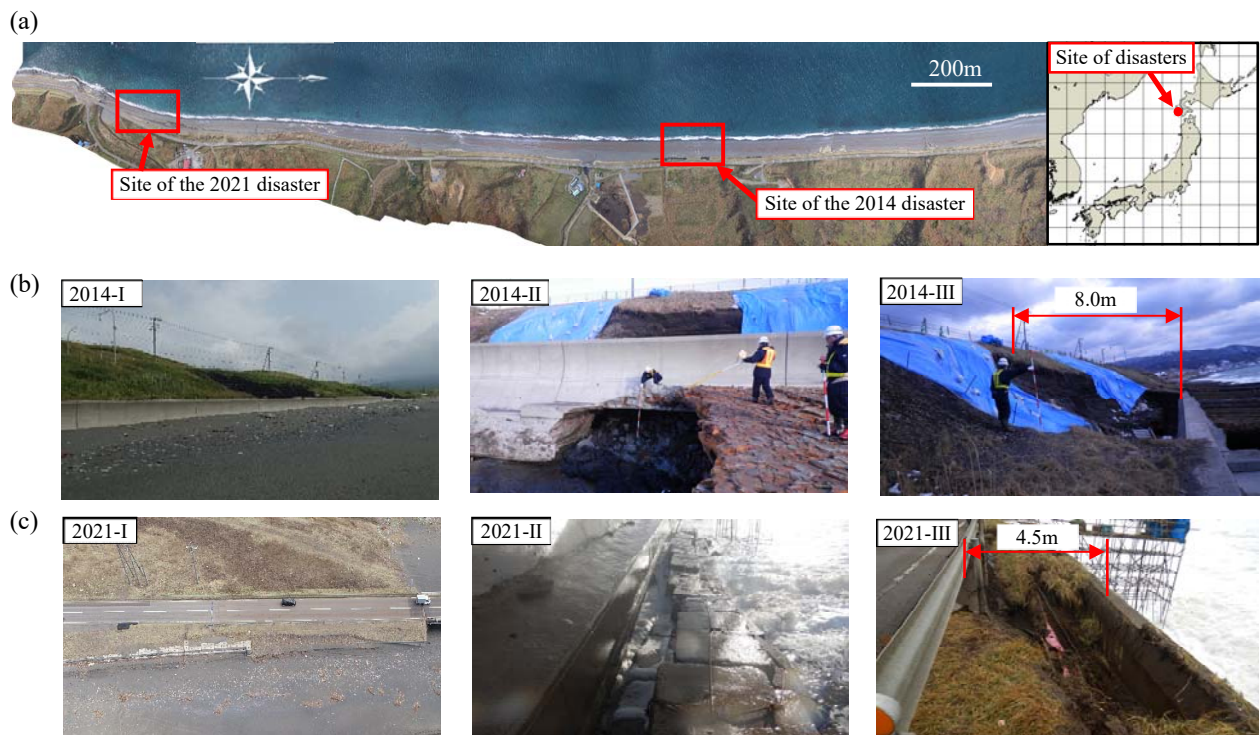 (a)
200m
Site of disasters
Site of the 2021 disaster
Site of the 2014 disaster
(b)
2014-I
2014-II
2014-III
8.0m
(c)
2021-I
2021-II
2021-III
4.5m